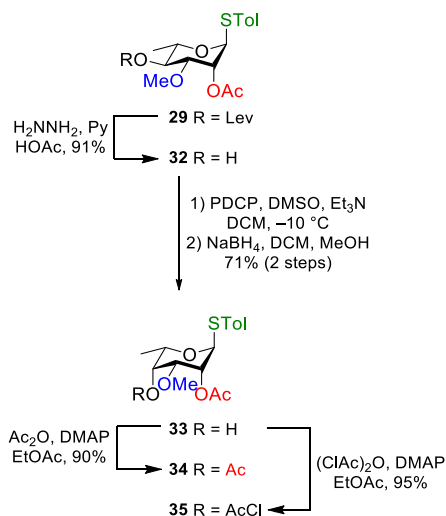 STol
O
RO
MeO
OAc
29 R = Lev
H₂NNH₂, Py
HOAc, 91%
32 R = H
1) PDCP, DMSO, Et₃N
DCM, –10 °C
2) NaBH₄, DCM, MeOH
71% (2 steps)
STol
O
OMe
OAc
RO
33 R = H
Ac₂O, DMAP
EtOAc, 90%
34 R = Ac
(ClAc)₂O, DMAP
EtOAc, 95%
35 R = AcCl